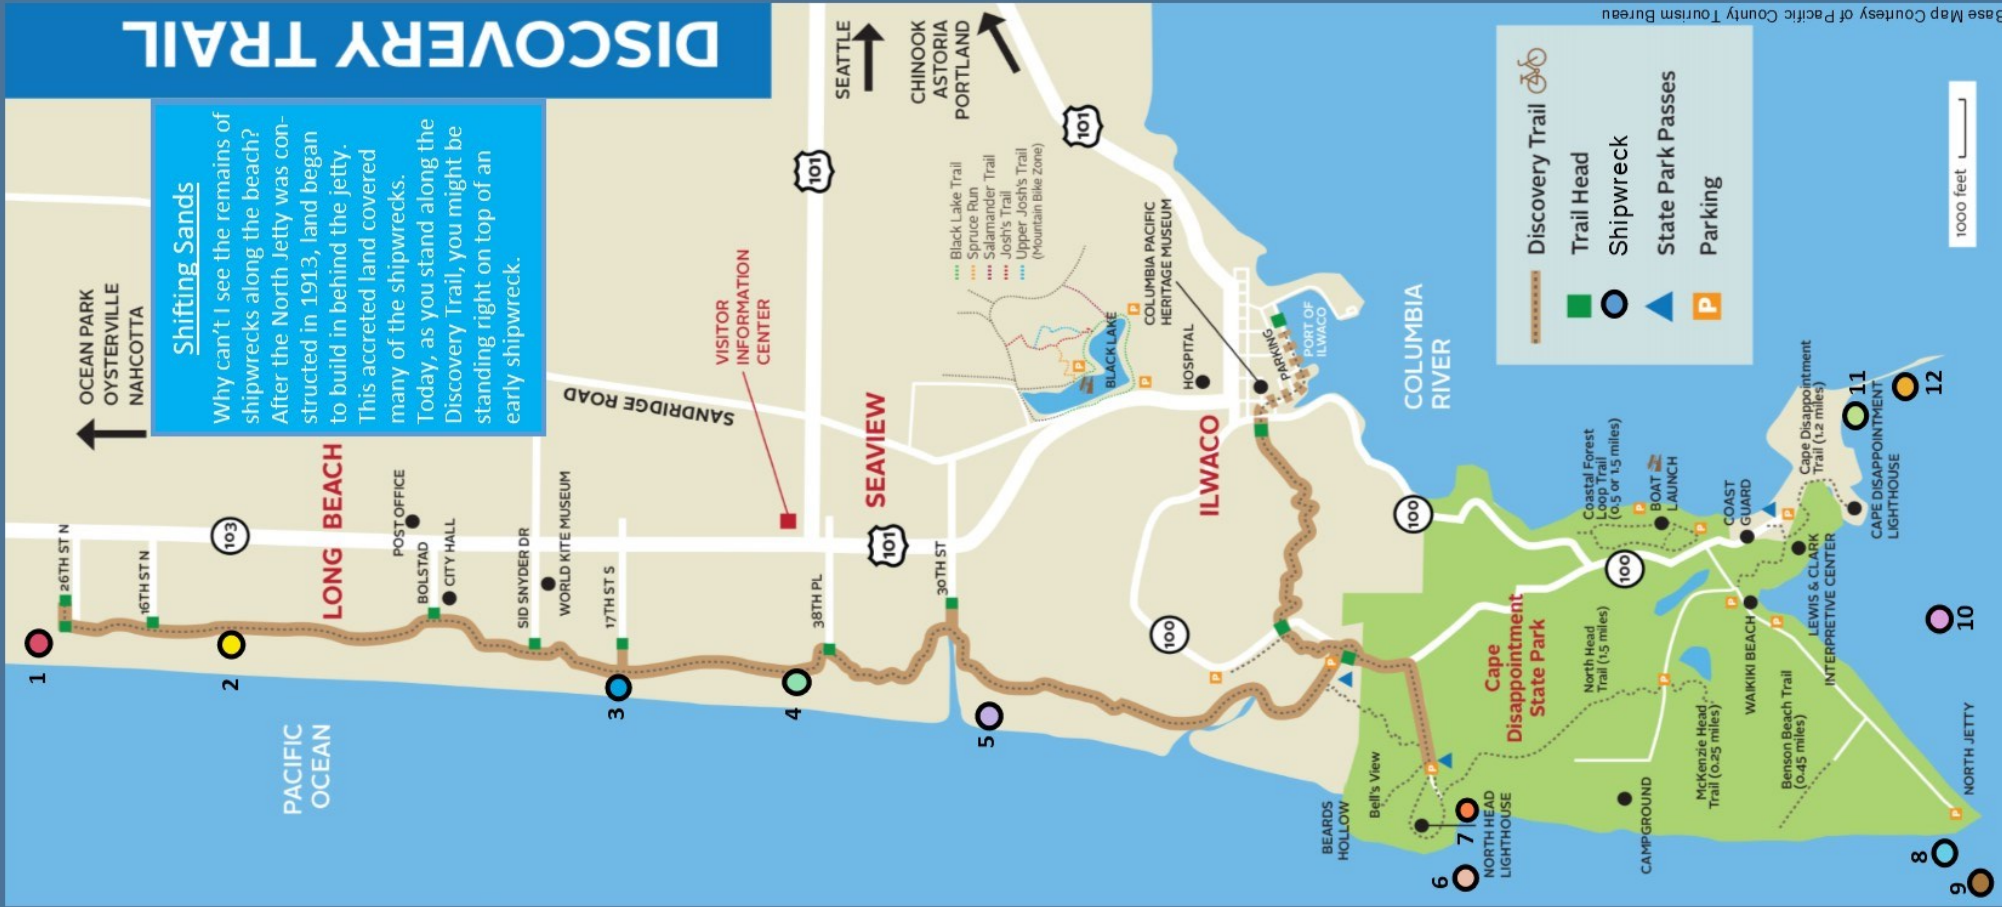 DISCOVERY TRAIL
Base Map Courtesy of Pacific County Tourism Bureau
Shifting Sands
Why can't I see the remains of
shipwrecks along the beach?
After the North Jetty was con-
structed in 1913, land began
to build in behind the jetty.
This accreted land covered
many of the shipwrecks.
Today, as you stand along the
Discovery Trail, you might be
standing right on top of an
early shipwreck.
OCEAN PARK
OYSTERVILLE
NAHCOTTA
SEATTLE
CHINOOK
ASTORIA
PORTLAND
101
101
Discovery Trail
Trail Head
Shipwreck
State Park Passes
P Parking
1000 feet
26TH ST N
16TH ST N
103
LONG BEACH
POST OFFICE
BOLSTAD
CITY HALL
SID SNYDER DR
WORLD KITE MUSEUM
17TH ST S
SANDRIDGE ROAD
VISITOR
INFORMATION
CENTER
38TH PL
SEAVIEW
101
30TH ST
Black Lake Trail
Spruce Run
Salamander Trail
Josh's Trail
Upper Josh's Trail
(Mountain Bike Zone)
P
P
P
BLACK LAKE
COLUMBIA PACIFIC
HERITAGE MUSEUM
HOSPITAL
PARKING
PORT OF
ILWACO
ILWACO
COLUMBIA
RIVER
100
100
100
P
P
PACIFIC
OCEAN
BEARDS
HOLLOW
Bell's View
P
NORTH HEAD
LIGHTHOUSE
Cape
Disappointment
State Park
North Head
Trail (1.5 miles)
P
CAMPGROUND
McKenzie Head
Trail (0.25 miles)
WAIKIKI BEACH
P
P
Benson Beach Trail
(0.45 miles)
Coastal Forest
Loop Trail
(0.5 or 1.5 miles)
P
BOAT
LAUNCH
P
COAST
GUARD
P
LEWIS & CLARK
INTERPRETIVE CENTER
Cape Disappointment
Trail (1.2 miles)
CAPE DISAPPOINTMENT
LIGHTHOUSE
P
NORTH JETTY
1
2
3
4
5
6
7
8
9
10
11
12